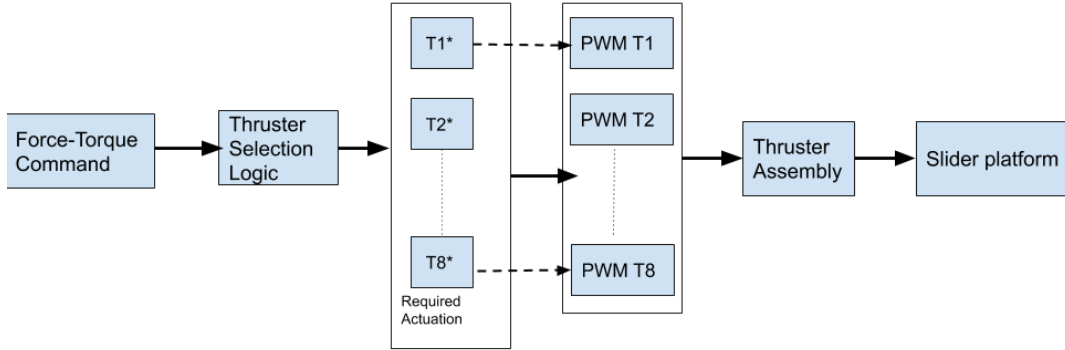 Force-Torque
Command
Thruster
Selection
Logic
T1*
T2*
T8*
Required
Actuation
PWM T1
PWM T2
PWM T8
Thruster
Assembly
Slider platform